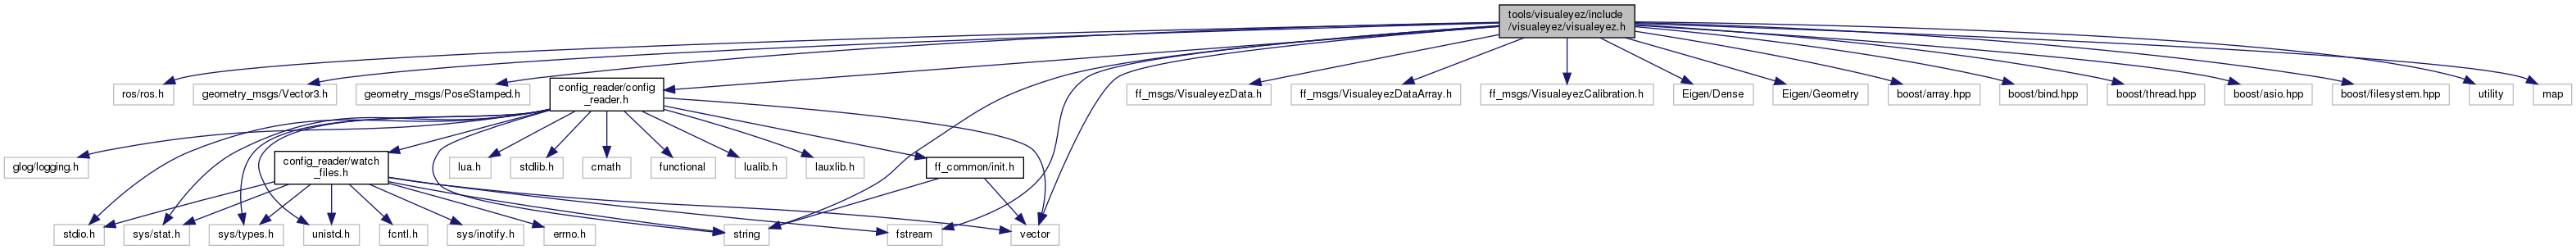 tools/visualeyez/include
/visualeyez/visualeyez.h
ros/ros.h
geometry_msgs/Vector3.h
geometry_msgs/PoseStamped.h
config_reader/config
_reader.h
ff_msgs/VisualeyezData.h
ff_msgs/VisualeyezDataArray.h
ff_msgs/VisualeyezCalibration.h
Eigen/Dense
Eigen/Geometry
boost/array.hpp
boost/bind.hpp
boost/thread.hpp
boost/asio.hpp
boost/filesystem.hpp
utility
map
glog/logging.h
config_reader/watch
_files.h
lua.h
stdlib.h
cmath
functional
lualib.h
lauxlib.h
ff_common/init.h
stdio.h
sys/stat.h
sys/types.h
unistd.h
fcntl.h
sys/inotify.h
errno.h
string
fstream
vector